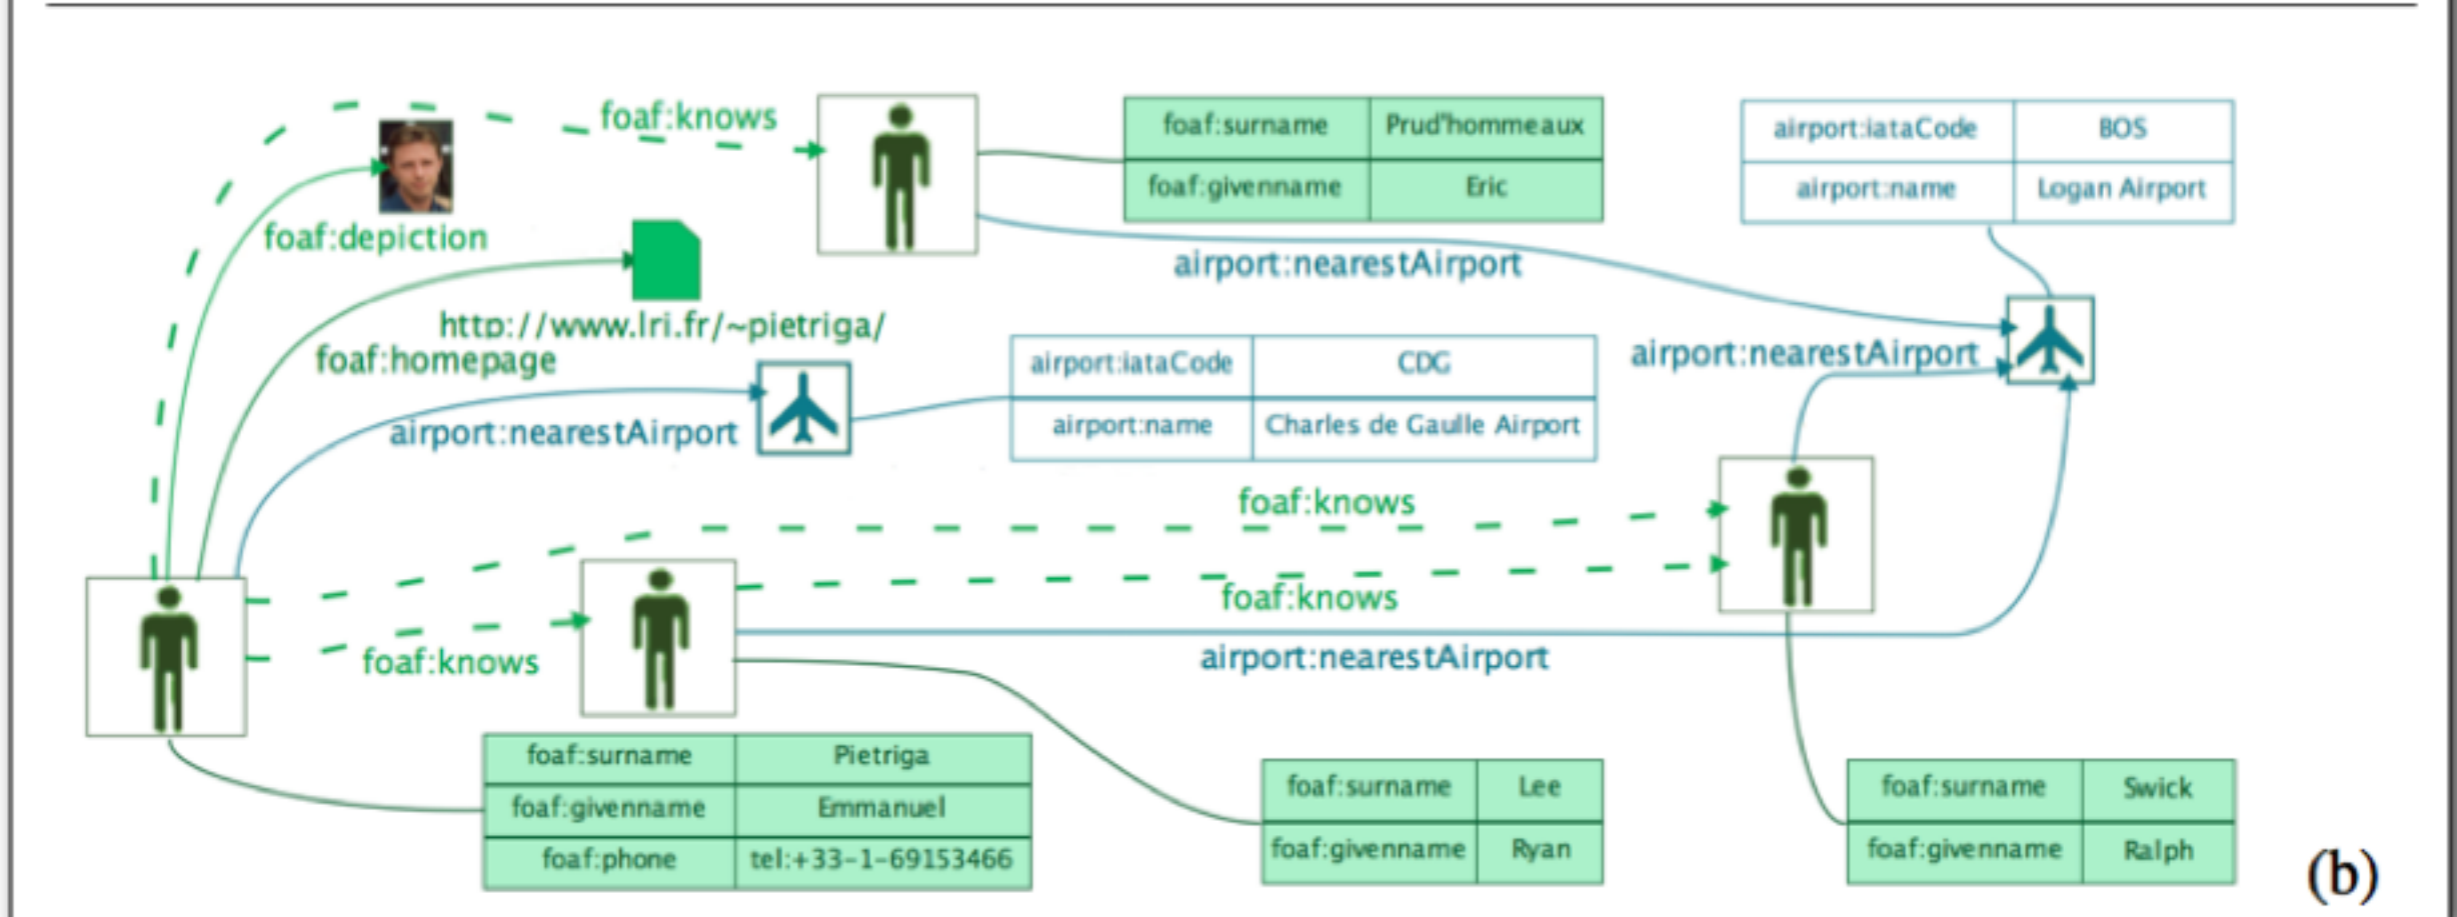 foaf:knows
foaf:surname Prud'hommeaux
foaf:givenname Eric
airport:iataCode BOS
airport:name Logan Airport
foaf:depiction
airport:nearestAirport
http://www.lri.fr/~pietriga/
foaf:homepage
airport:nearestAirport
airport:iataCode CDG
airport:name Charles de Gaulle Airport
airport:nearestAirport
foaf:knows
foaf:knows
foaf:knows
airport:nearestAirport
foaf:surname Pietriga
foaf:givenname Emmanuel
foaf:phone tel:+33-1-69153466
foaf:surname Lee
foaf:givenname Ryan
foaf:surname Swick
foaf:givenname Ralph
(b)